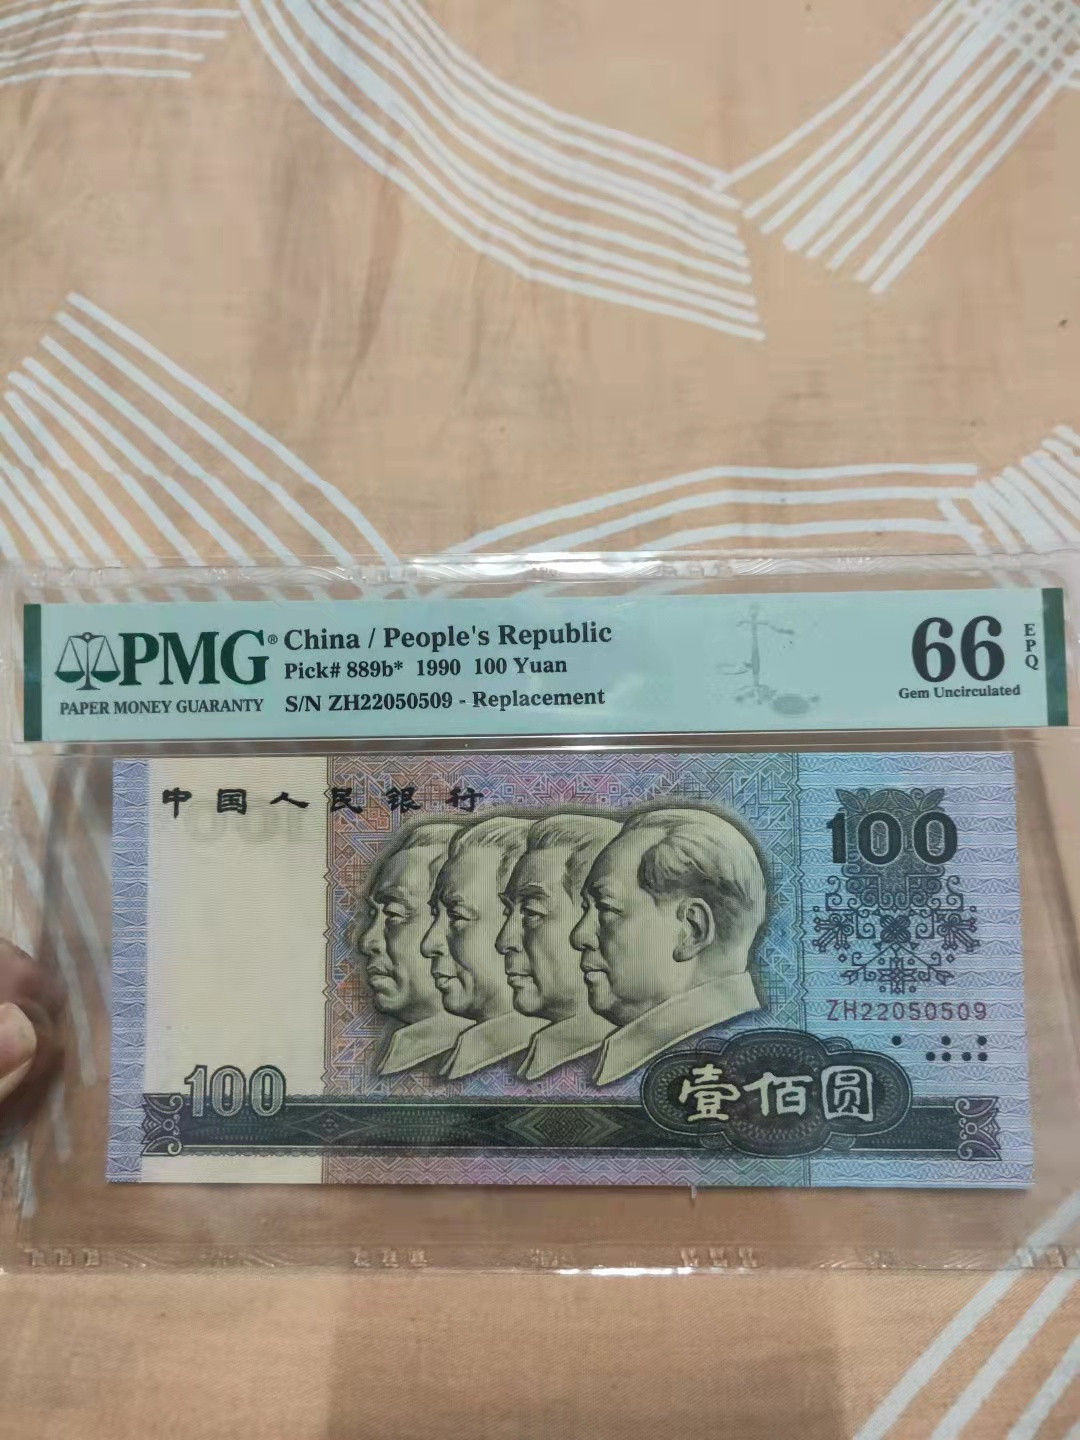 PMG® China / People's Republic
Pick# 889b* 1990 100 Yuan
PAPER MONEY GUARANTY S/N ZH22050509 - Replacement
66 EPQ
Gem Uncirculated
中国人民银行
100
ZH22050509
100
壹佰圆